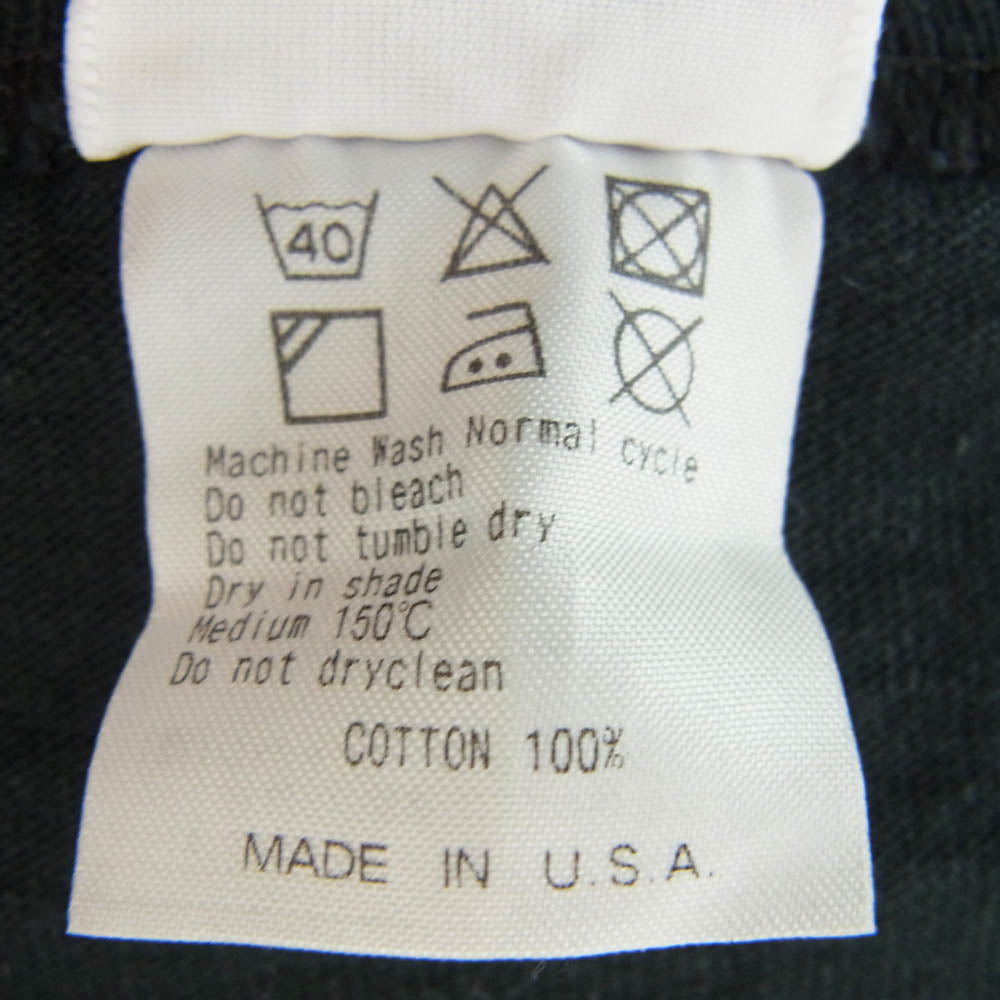 40
Machine Wash Normal cycle
Do not bleach
Do not tumble dry
Dry in shade
Medium 150℃
Do not dryclean
COTTON 100%
MADE IN U.S.A.